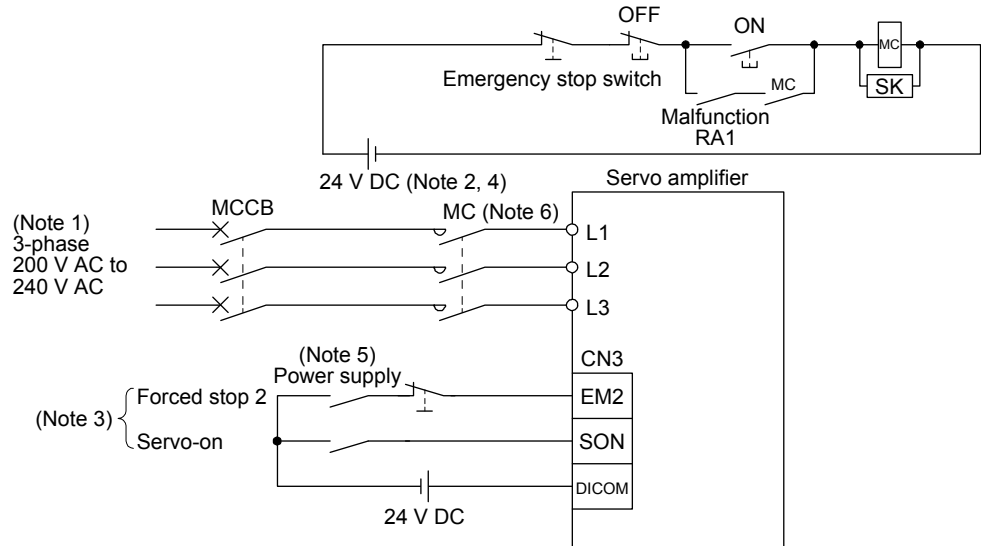 OFF
ON
MC
Emergency stop switch
MC
SK
Malfunction
RA1
24 V DC (Note 2, 4)
Servo amplifier
MCCB
MC (Note 6)
(Note 1)
3-phase
200 V AC to
240 V AC
L1
L2
L3
(Note 5)
Power supply
CN3
(Note 3)
Forced stop 2
EM2
Servo-on
SON
DICOM
24 V DC